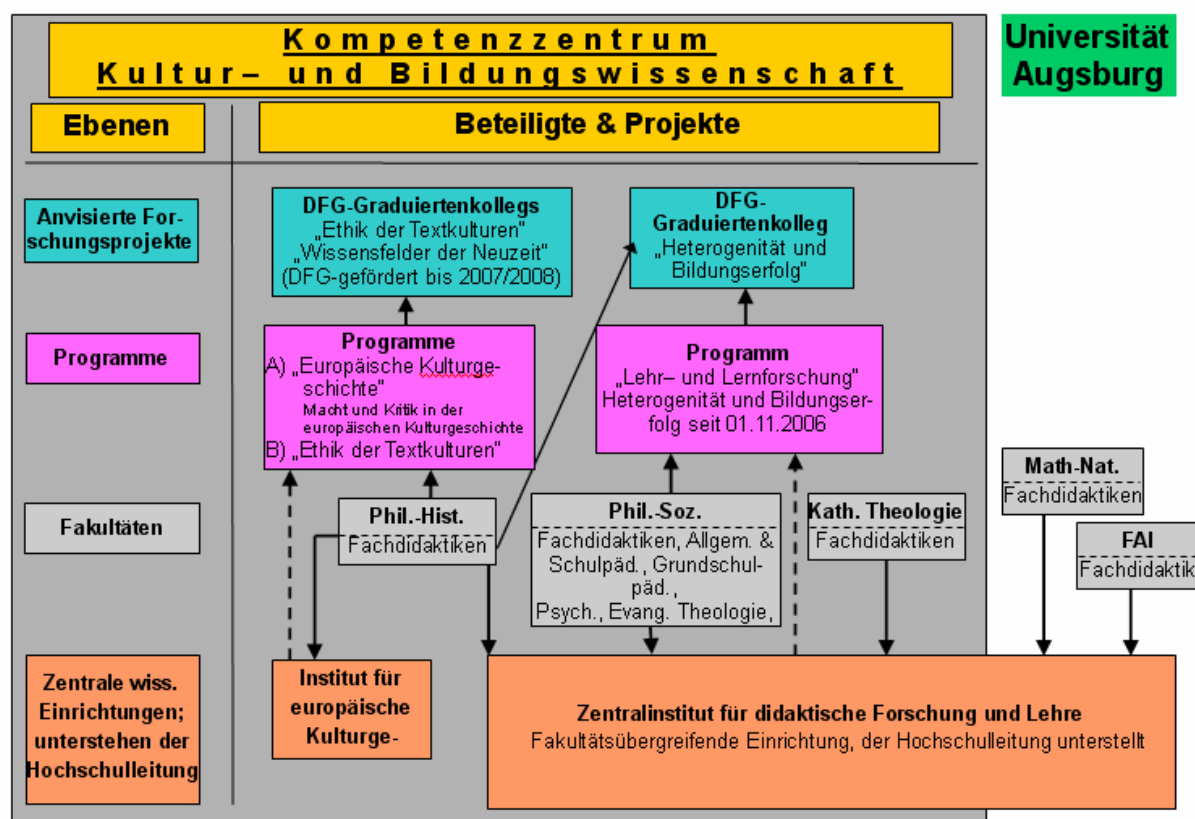 Kompetenzzentrum
Kultur– und Bildungswissenschaft
Universität
Augsburg
Ebenen
Beteiligte & Projekte
Anvisierte For-
schungsprojekte
DFG-Graduiertenkollegs
„Ethik der Textkulturen"
„Wissensfelder der Neuzeit"
(DFG-gefördert bis 2007/2008)
DFG-
Graduiertenkolleg
„Heterogenität und
Bildungserfolg"
Programme
Programme
A) „Europäische Kulturge-
schichte"
Macht und Kritik in der
europäischen Kulturgeschichte
B) „Ethik der Textkulturen"
Programm
„Lehr– und Lernforschung"
Heterogenität und Bildungser-
folg seit 01.11.2006
Fakultäten
Phil.-Hist.
Fachdidaktiken
Phil.-Soz.
Fachdidaktiken, Allgem. &
Schulpäd., Grundschul-
päd.,
Psych., Evang. Theologie,
Kath. Theologie
Fachdidaktiken
Math-Nat.
Fachdidaktiken
FAI
Fachdidaktik
Zentrale wiss.
Einrichtungen;
unterstehen der
Hochschulleitung
Institut für
europäische
Kulturge-
Zentralinstitut für didaktische Forschung und Lehre
Fakultätsübergreifende Einrichtung, der Hochschulleitung unterstellt